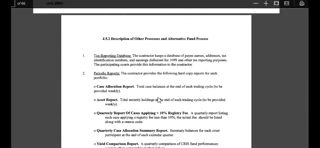 4.5.2 Description of Other Processes and Alternative Fund Process
1. Tax Reporting Database. The contractor keeps a database of payee names, addresses, tax
identification numbers, and earnings disbursed for 1099 and other tax reporting purposes.
The participating courts provide this information to the contractor
2. Periodic Reports. The contractor provides the following hard copy reports for each
portfolio:
Case Allocation Report. Total case balances at the end of each trading cycle (to be
provided weekly)
Asset Report. Total security holdings at the end of each trading cycle (to be provided
weekly)
Quarterly Report Of Cases Applying < 10% Registry Fee. A quarterly report listing
each case applying a registry fee less than 10%, the actual fee should be listed
along with a reason code.
Quarterly Case Allocation Summary Report. Summary balances for each court
participant at the end of each calendar quarter
Yield Comparison Report. A quarterly comparison of CRIS fund performance